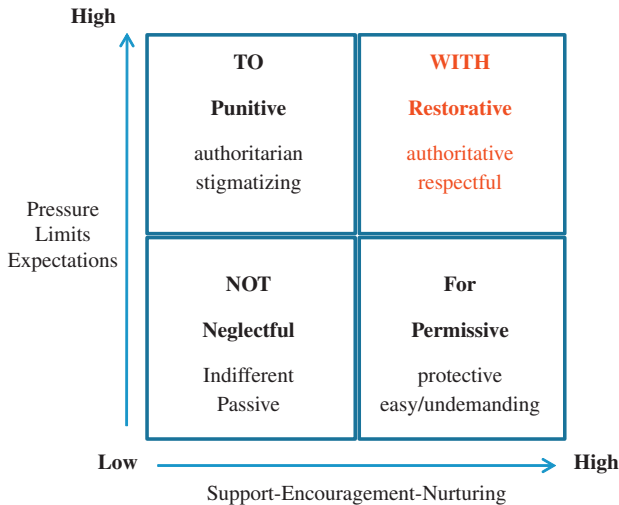 High
TO
Punitive
authoritarian
stigmatizing
WITH
Restorative
authoritative
respectful
Pressure
Limits
Expectations
NOT
Neglectful
Indifferent
Passive
For
Permissive
protective
easy/undemanding
Low
High
Support-Encouragement-Nurturing